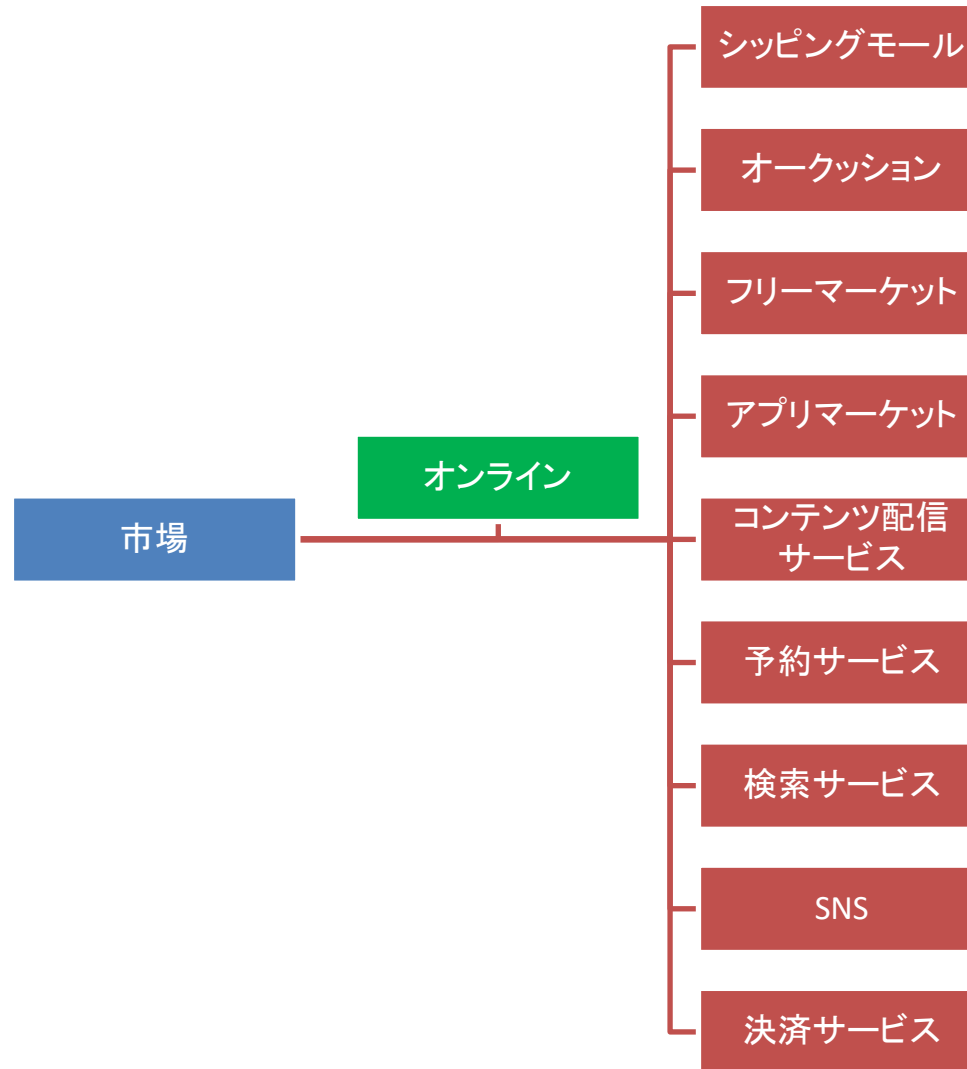 シッピングモール
オークッション
フリーマーケット
アプリマーケット
オンライン
市場
コンテンツ配信
サービス
予約サービス
検索サービス
SNS
決済サービス